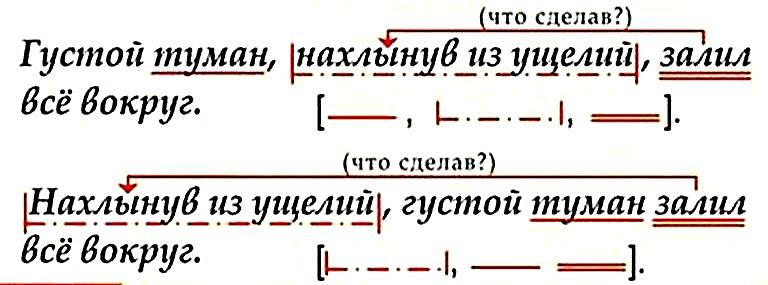 (что сделав?)
Густой туман, |нахлынув из ущелий|, залил
всё вокруг. [— , |–·–·–·|, ═].
(что сделав?)
|Нахлынув из ущелий|, густой туман залил
всё вокруг. [|–·–·–·|, — ═].